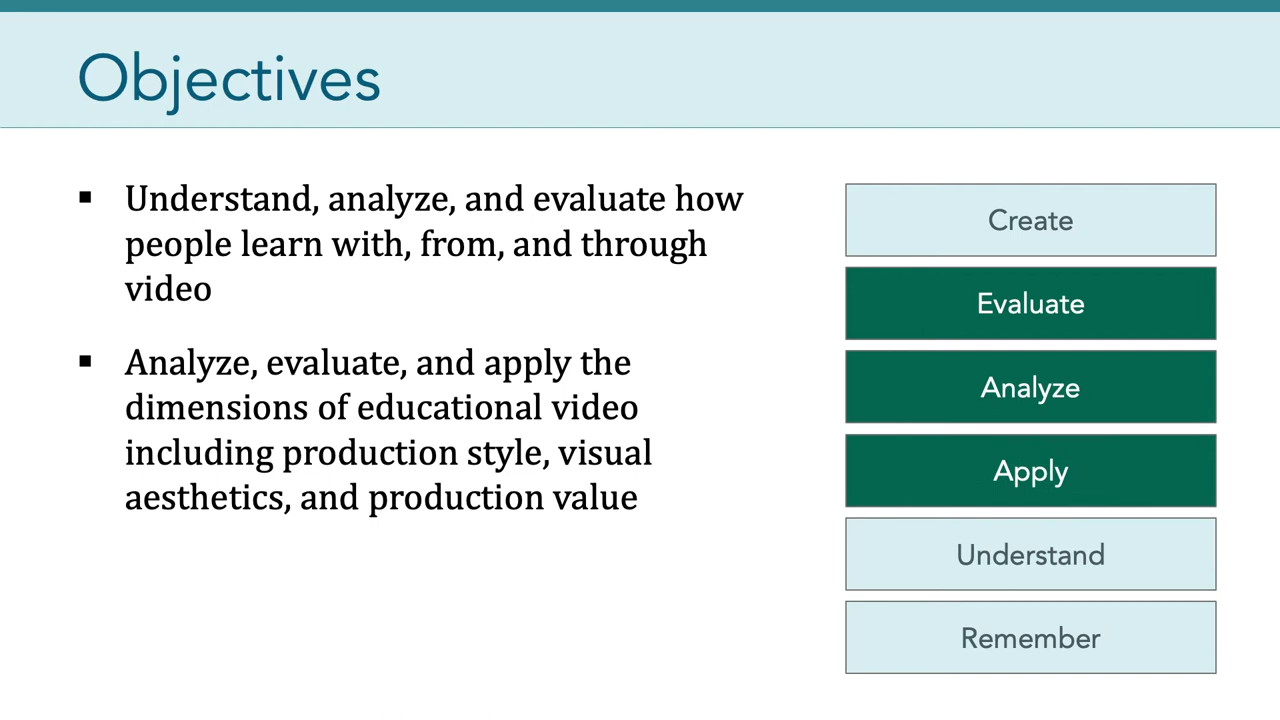 Objectives
▪ Understand, analyze, and evaluate how
people learn with, from, and through
video
▪ Analyze, evaluate, and apply the
dimensions of educational video
including production style, visual
aesthetics, and production value
Create
Evaluate
Analyze
Apply
Understand
Remember